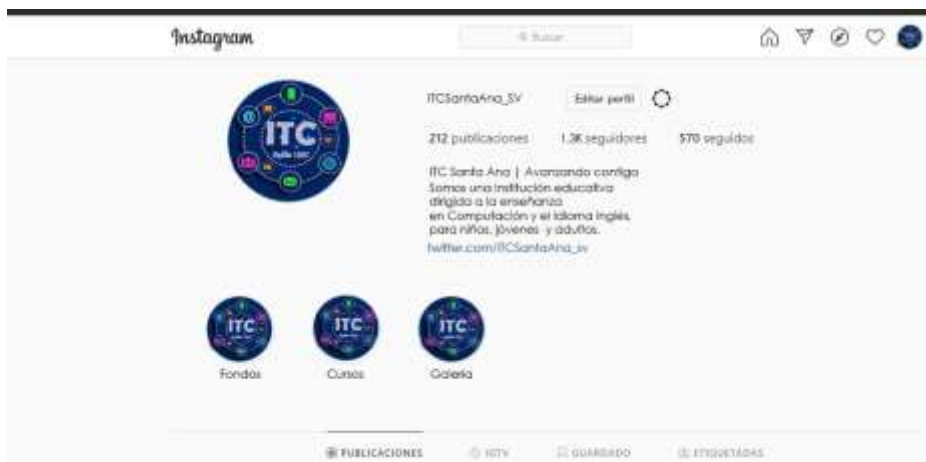 Instagram
Buscar
ITC
ITCSantaAna_SV
Editar perfil
212 publicaciones
1.3K seguidores
570 seguidos
ITC Santa Ana | Avanzando contigo
Somos una institución educativa
dirigido a la enseñanza
en Computación y el idioma Inglés,
para niños, jóvenes y adultos.
twitter.com/ITCSantaAna_sv
ITC
ITC
ITC
Fondos
Cursos
Galería
PUBLICACIONES
IGTV
GUARDADO
ETIQUETADAS